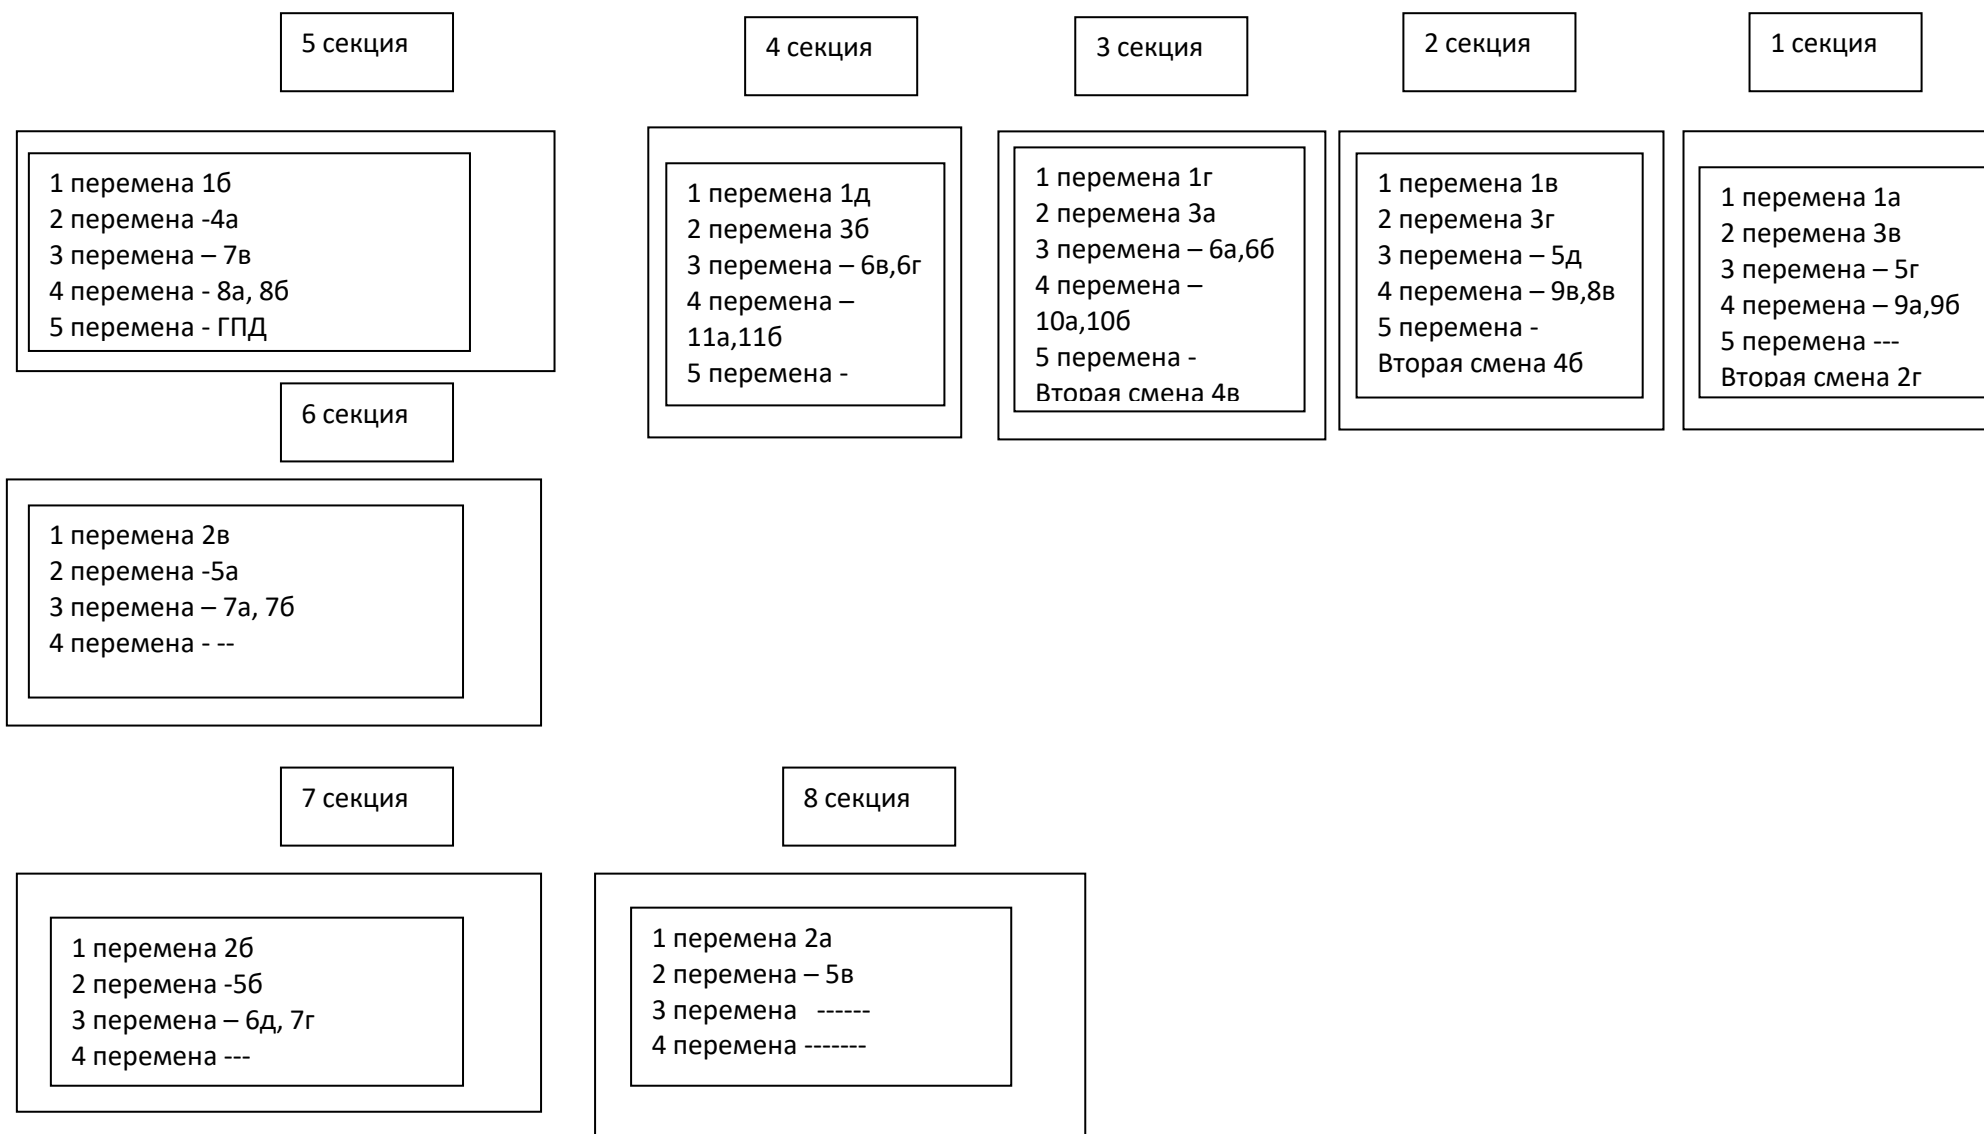 5 секция
4 секция
3 секция
2 секция
1 секция
1 перемена 1б
2 перемена -4а
3 перемена – 7в
4 перемена - 8а, 8б
5 перемена - ГПД
1 перемена 1д
2 перемена 3б
3 перемена – 6в,6г
4 перемена –
11а,11б
5 перемена -
1 перемена 1г
2 перемена 3а
3 перемена – 6а,6б
4 перемена –
10а,10б
5 перемена -
Вторая смена 4в
1 перемена 1в
2 перемена 3г
3 перемена – 5д
4 перемена – 9в,8в
5 перемена -
Вторая смена 4б
1 перемена 1а
2 перемена 3в
3 перемена – 5г
4 перемена – 9а,9б
5 перемена ---
Вторая смена 2г
6 секция
1 перемена 2в
2 перемена -5а
3 перемена – 7а, 7б
4 перемена - --
7 секция
8 секция
1 перемена 2б
2 перемена -5б
3 перемена – 6д, 7г
4 перемена ---
1 перемена 2а
2 перемена – 5в
3 перемена ------
4 перемена -------